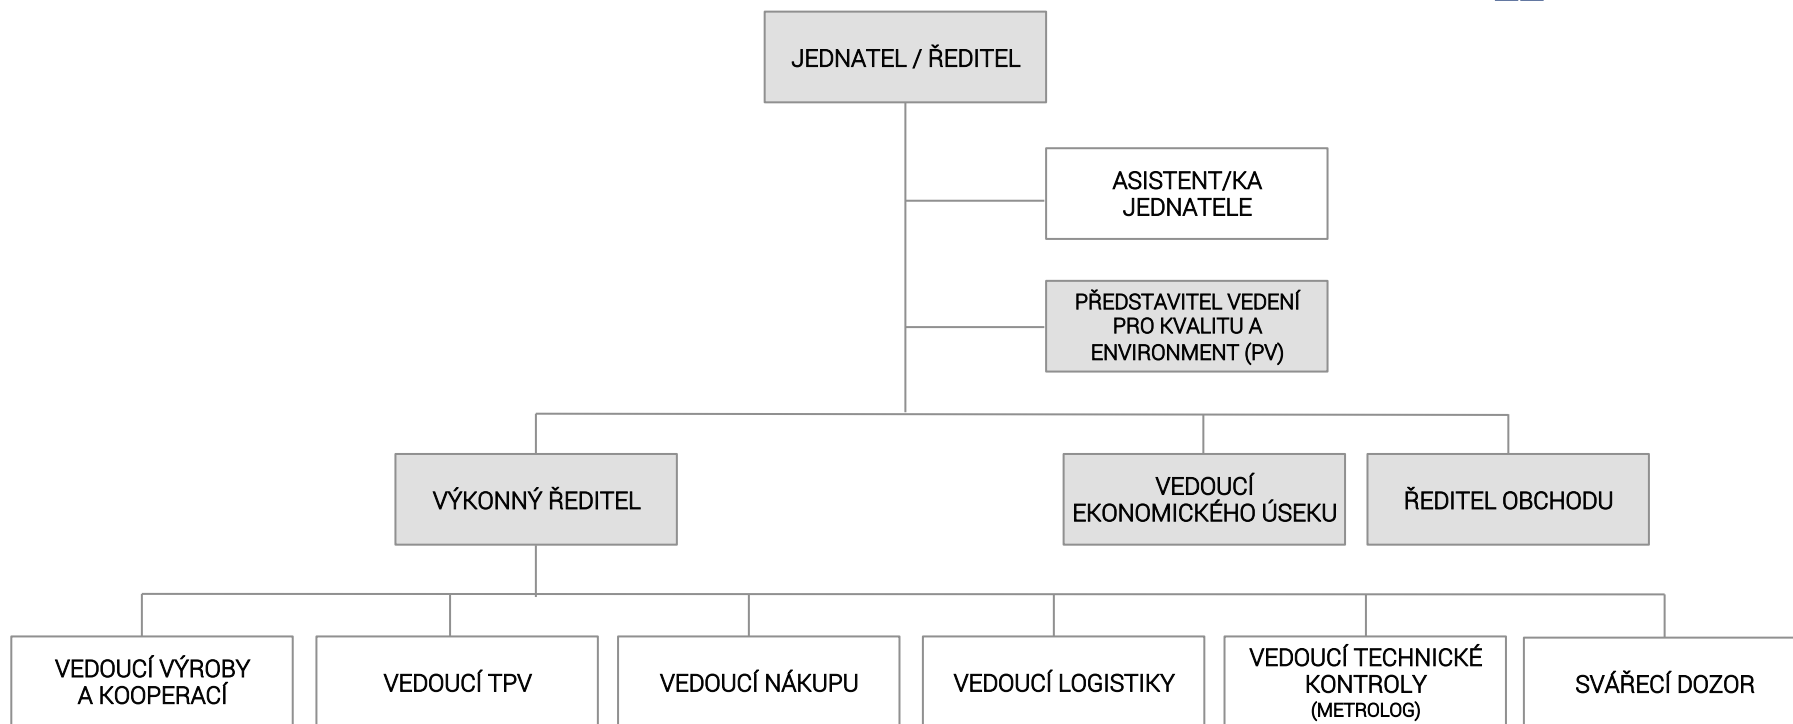 JEDNATEL / ŘEDITEL
ASISTENT/KA
JEDNATELE
PŘEDSTAVITEL VEDENÍ
PRO KVALITU A
ENVIRONMENT (PV)
VÝKONNÝ ŘEDITEL
VEDOUCÍ
EKONOMICKÉHO ÚSEKU
ŘEDITEL OBCHODU
VEDOUCÍ VÝROBY
A KOOPERACÍ
VEDOUCÍ TPV
VEDOUCÍ NÁKUPU
VEDOUCÍ LOGISTIKY
VEDOUCÍ TECHNICKÉ
KONTROLY
(METROLOG)
SVÁŘECÍ DOZOR